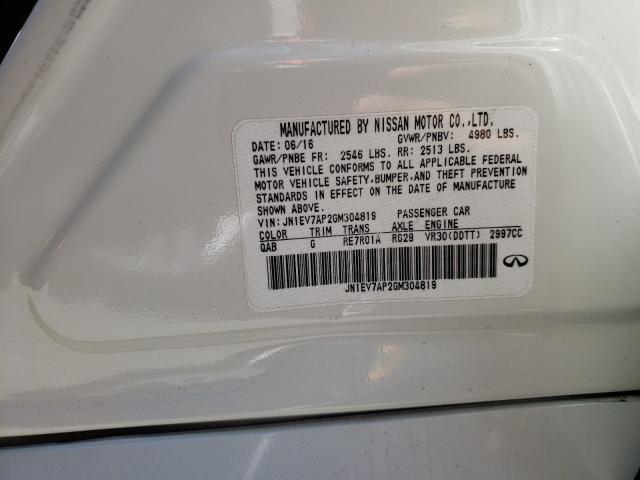 MANUFACTURED BY NISSAN MOTOR CO.,LTD.
DATE: 06/16 GVWR/PNBV: 4980 LBS.
GAWR/PNBE FR: 2546 LBS. RR: 2513 LBS.
THIS VEHICLE CONFORMS TO ALL APPLICABLE FEDERAL
MOTOR VEHICLE SAFETY, BUMPER, AND THEFT PREVENTION
STANDARDS IN EFFECT ON THE DATE OF MANUFACTURE
SHOWN ABOVE.
VIN: JN1EV7AP2GM304819 PASSENGER CAR
COLOR TRIM TRANS AXLE ENGINE
QAB G RE7R01A RG29 VR30(DDTT) 2997CC
JN1EV7AP2GM304819